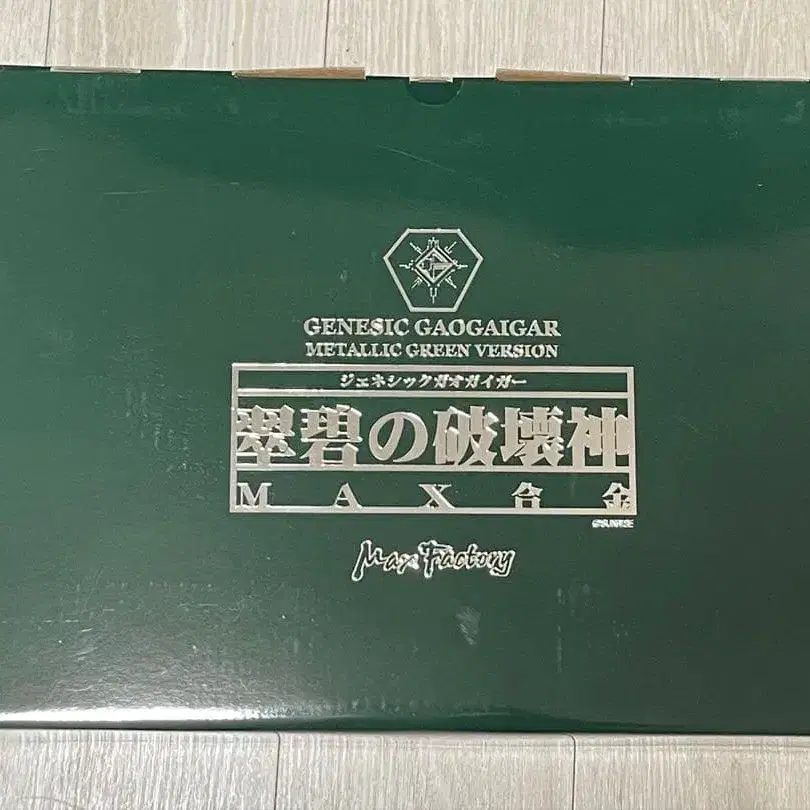 GENESIC GAOGAIGAR
METALLIC GREEN VERSION
ジェネシックガオガイガー
翠碧の破壊神
MAX合金
©SUNRISE
Max Factory